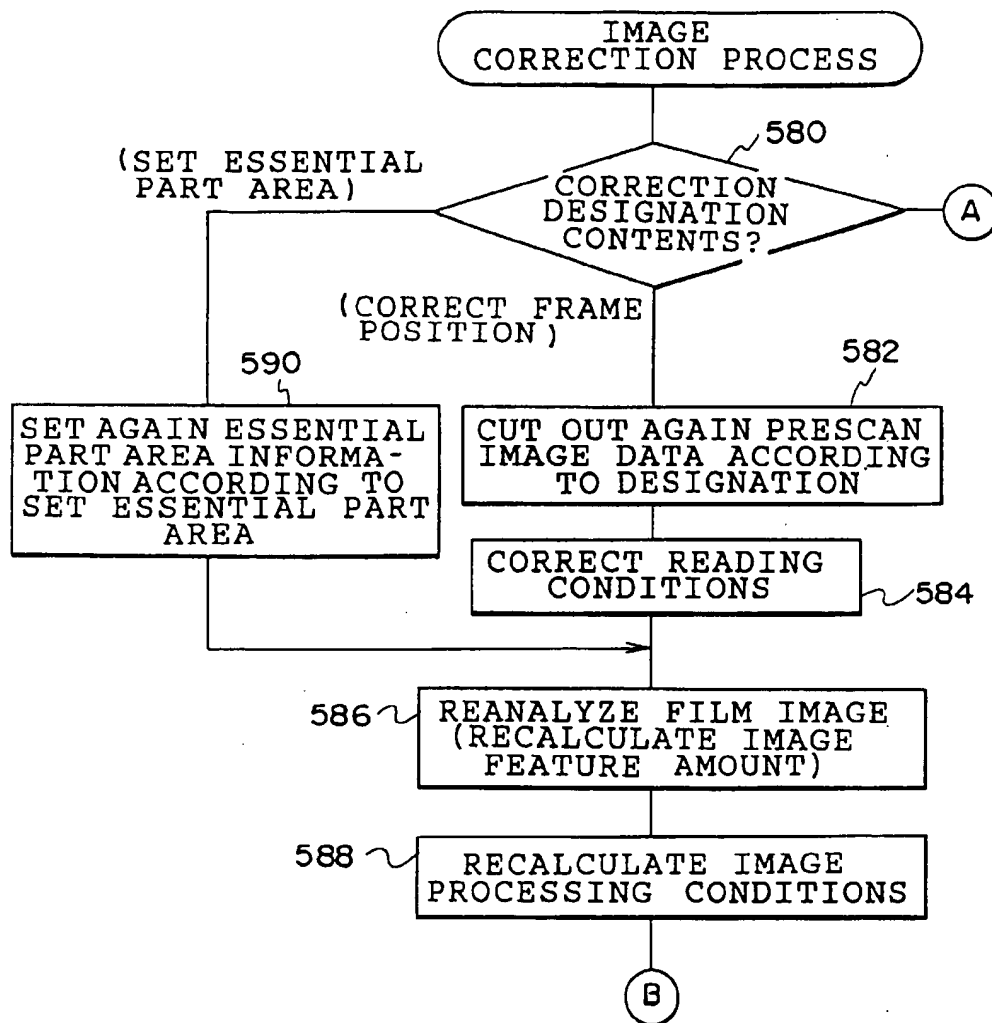 IMAGE
CORRECTION PROCESS
580
(SET ESSENTIAL
PART AREA)
CORRECTION
DESIGNATION
CONTENTS?
A
(CORRECT FRAME
POSITION)
590
582
SET AGAIN ESSENTIAL
PART AREA INFORMA-
TION ACCORDING TO
SET ESSENTIAL PART
AREA
CUT OUT AGAIN PRESCAN
IMAGE DATA ACCORDING
TO DESIGNATION
CORRECT READING
CONDITIONS
584
586
REANALYZE FILM IMAGE
(RECALCULATE IMAGE
FEATURE AMOUNT)
588
RECALCULATE IMAGE
PROCESSING CONDITIONS
B